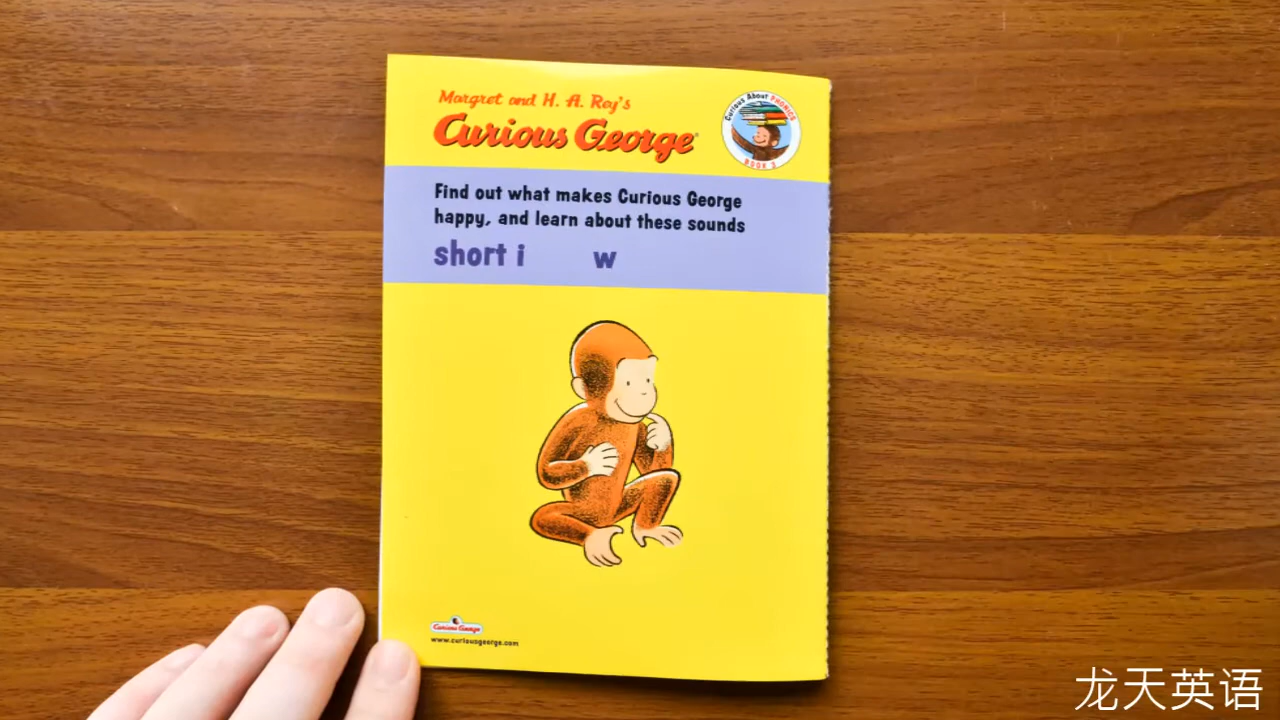 Margret and H. A. Rey's
Curious George
Curious About PHONICS
BOOK 3
Find out what makes Curious George
happy, and learn about these sounds
short i w
Curious George
www.curiousgeorge.com
龙天英语